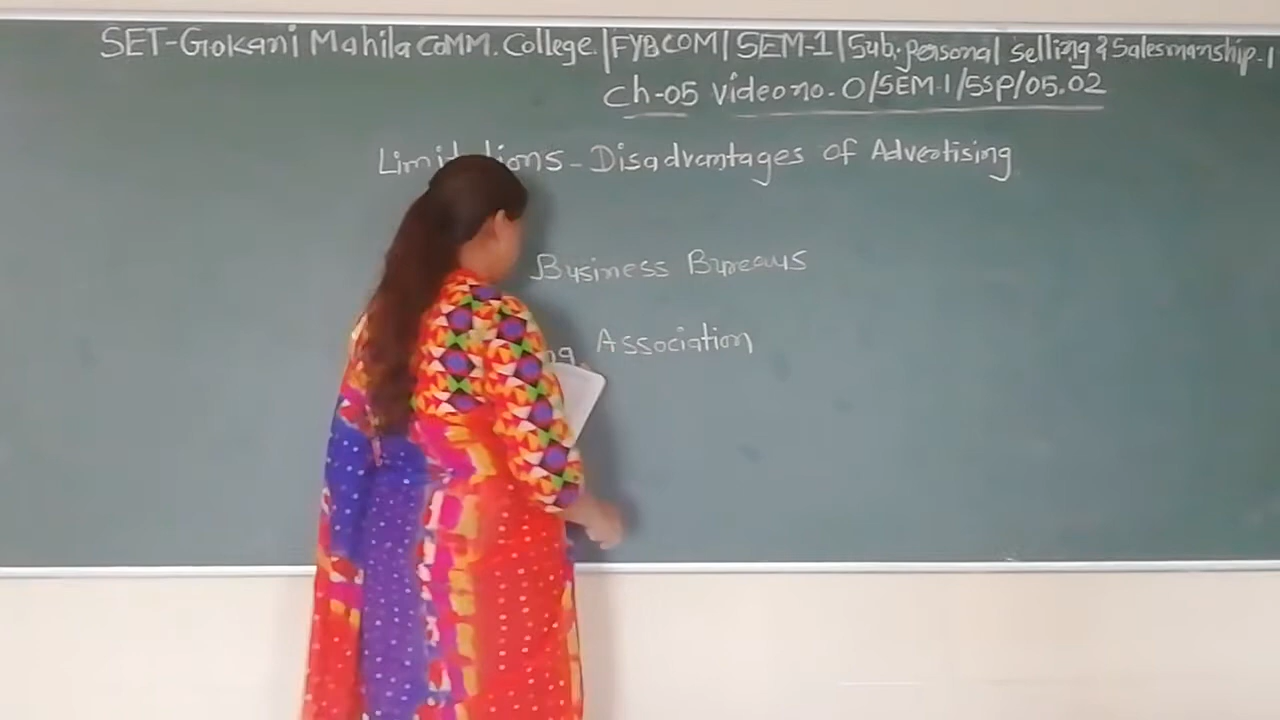 SET-Gokani Mahila COMM. College. |FYBCOM| SEM-1 | Sub. personal selling & Salesmanship-1
Ch-05 Video no. O/SEM-1/SSP/05.02
Limitations - Disadvantages of Advertising
Business Bureaus
Association